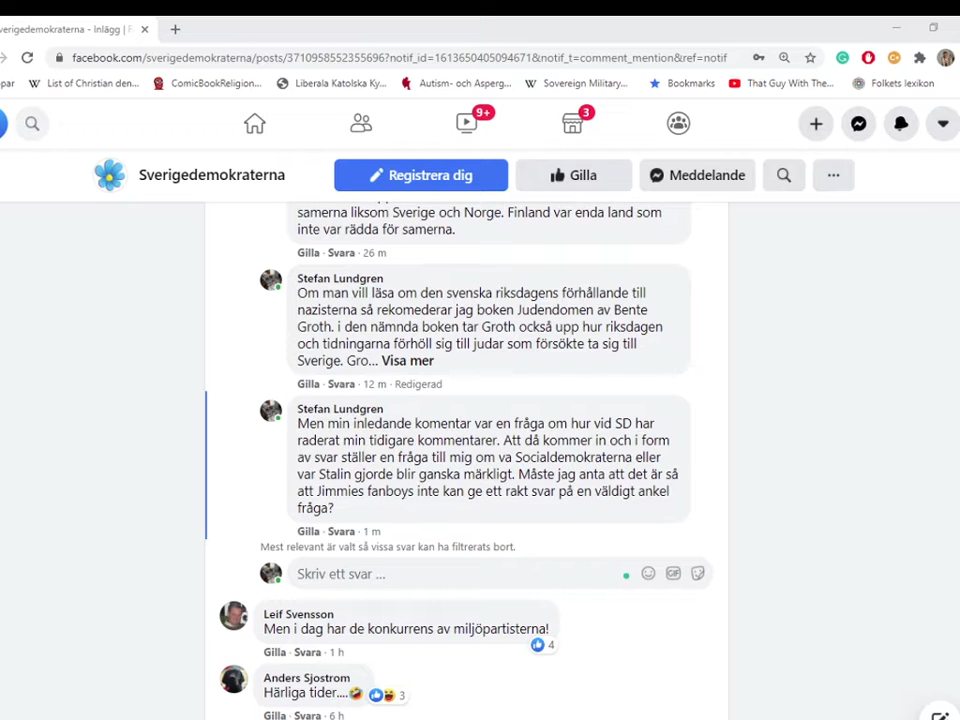 verigedemokraterna - Inlägg | F
facebook.com/sverigedemokraterna/posts/3710958552355696?notif_id=1613650405094671&notif_t=comment_mention&ref=notif
par
List of Christian den...
ComicBookReligion...
Liberala Katolska Ky...
Autism- och Asperg...
Sovereign Military...
Bookmarks
That Guy With The...
Folkets lexikon
9+
3
Sverigedemokraterna
Registrera dig
Gilla
Meddelande
samerna liksom Sverige och Norge. Finland var enda land som
inte var rädda för samerna.
Gilla · Svara · 26 m
Stefan Lundgren
Om man vill läsa om den svenska riksdagens förhållande till
nazisterna så rekomederar jag boken Judendomen av Bente
Groth. i den nämnda boken tar Groth också upp hur riksdagen
och tidningarna förhöll sig till judar som försökte ta sig till
Sverige. Gro... Visa mer
Gilla · Svara · 12 m · Redigerad
Stefan Lundgren
Men min inledande komentar var en fråga om hur vid SD har
raderat min tidigare kommentarer. Att då kommer in och i form
av svar ställer en fråga till mig om va Socialdemokraterna eller
var Stalin gjorde blir ganska märkligt. Måste jag anta att det är så
att Jimmies fanboys inte kan ge ett rakt svar på en väldigt ankel
fråga?
Gilla · Svara · 1 m
Mest relevant är valt så vissa svar kan ha filtrerats bort.
Skriv ett svar ...
GIF
Leif Svensson
Men i dag har de konkurrens av miljöpartisterna!
4
Gilla · Svara · 1 h
Anders Sjostrom
Härliga tider....🤣
3
Gilla · Svara · 6 h